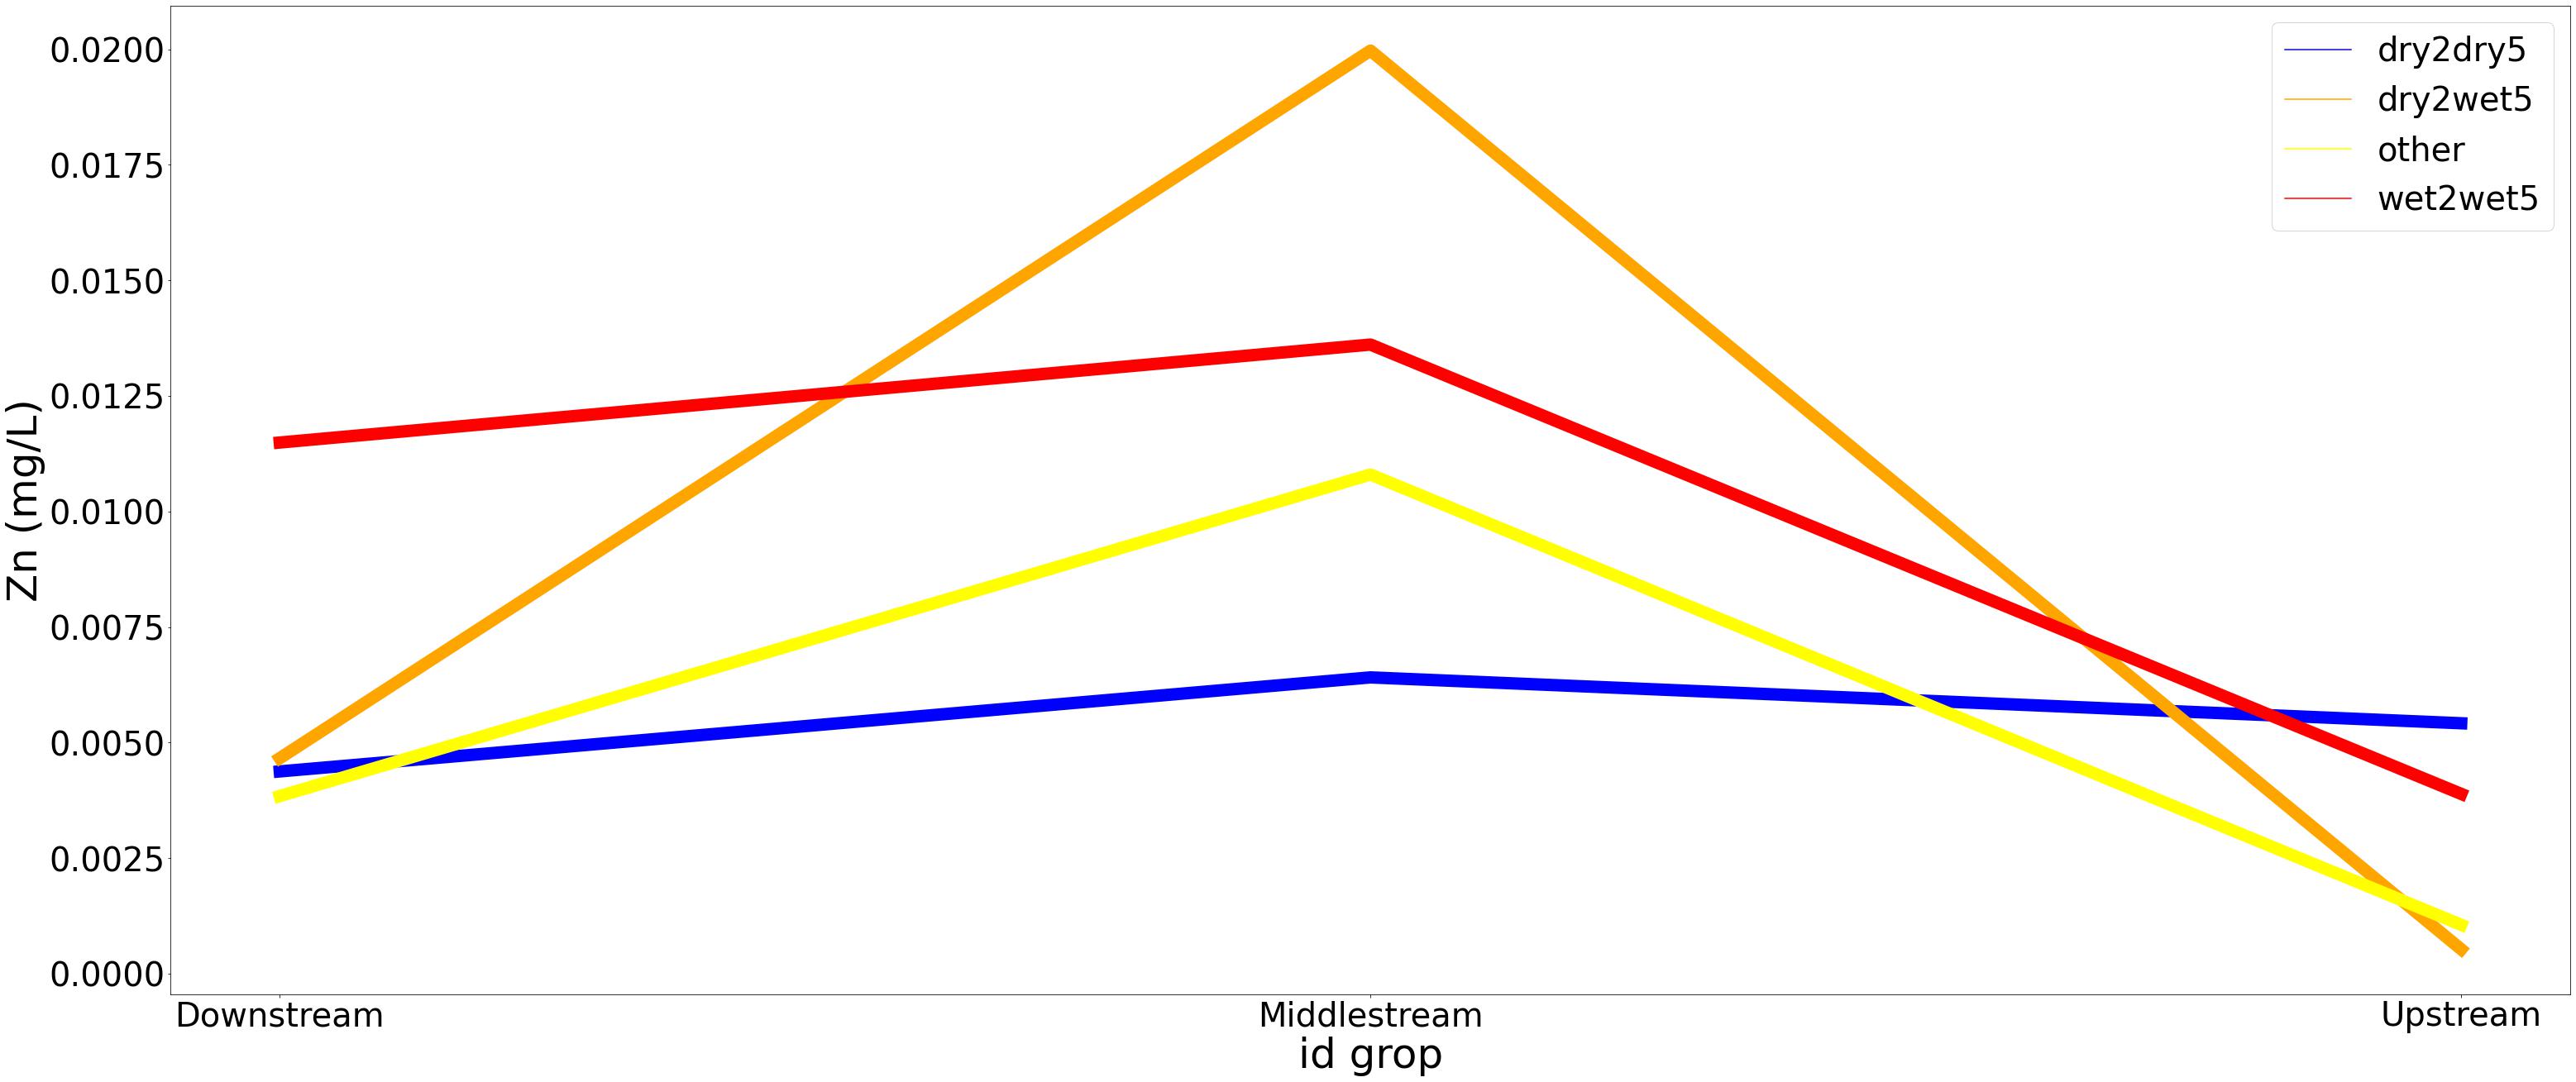 0.0200
0.0175
0.0150
0.0125
0.0100
0.0075
0.0050
0.0025
0.0000
Zn (mg/L)
dry2dry5
dry2wet5
other
wet2wet5
Downstream Middlestream Upstream
id grop